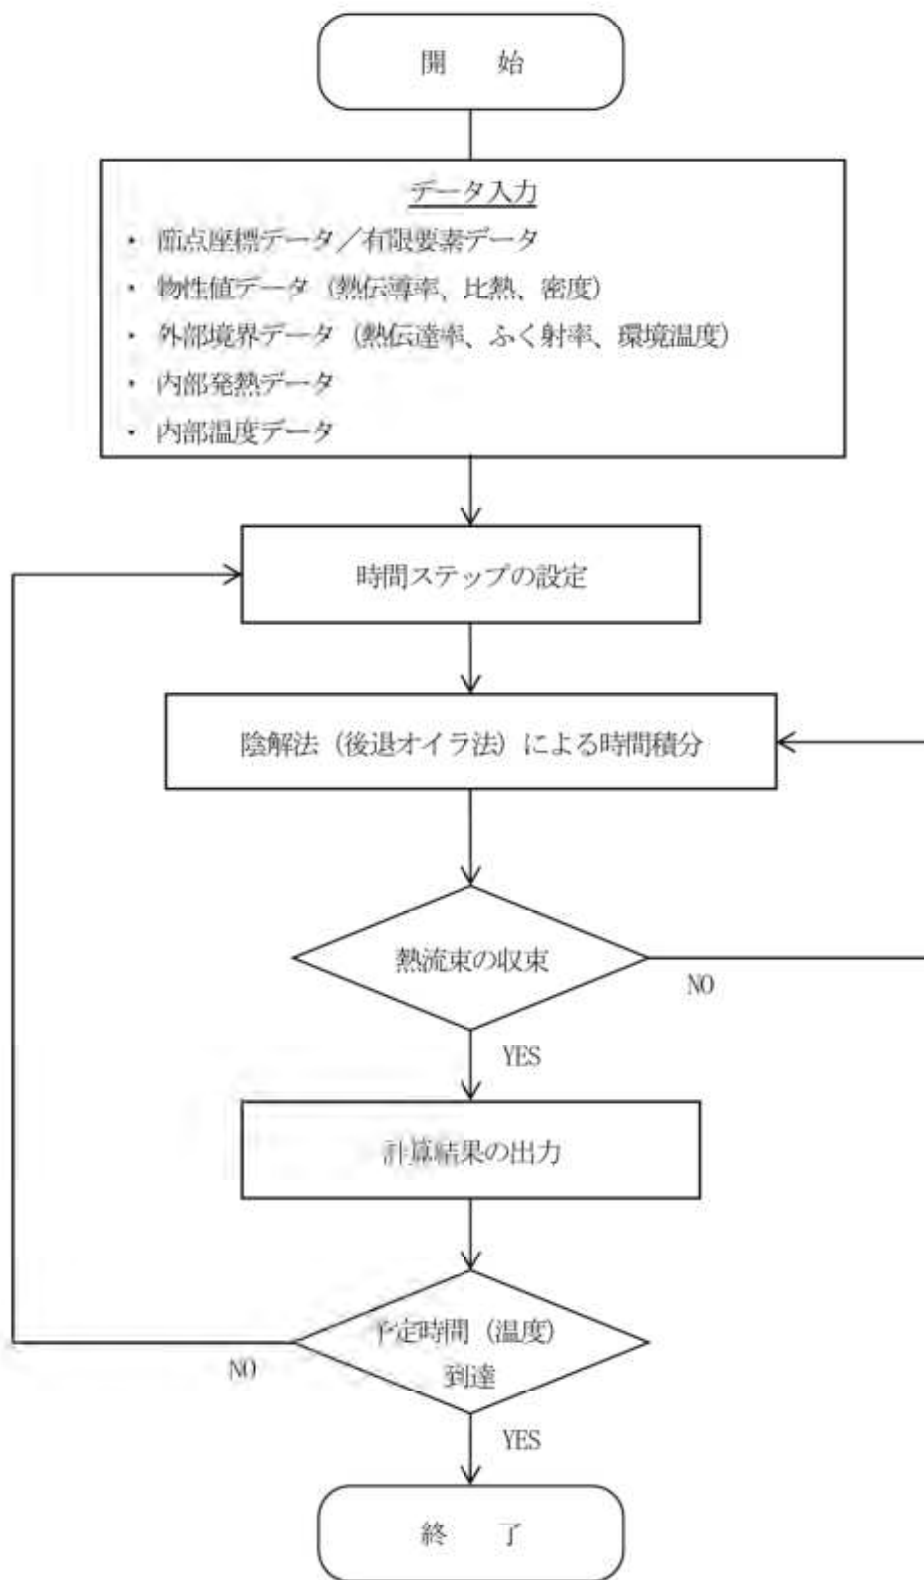 開　始
データ入力
・ 節点座標データ／有限要素データ
・ 物性値データ（熱伝導率、比熱、密度）
・ 外部境界データ（熱伝達率、ふく射率、環境温度）
・ 内部発熱データ
・ 内部温度データ
時間ステップの設定
陰解法（後退オイラ法）による時間積分
熱流束の収束
NO
YES
計算結果の出力
予定時間（温度）
到達
NO
YES
終　了